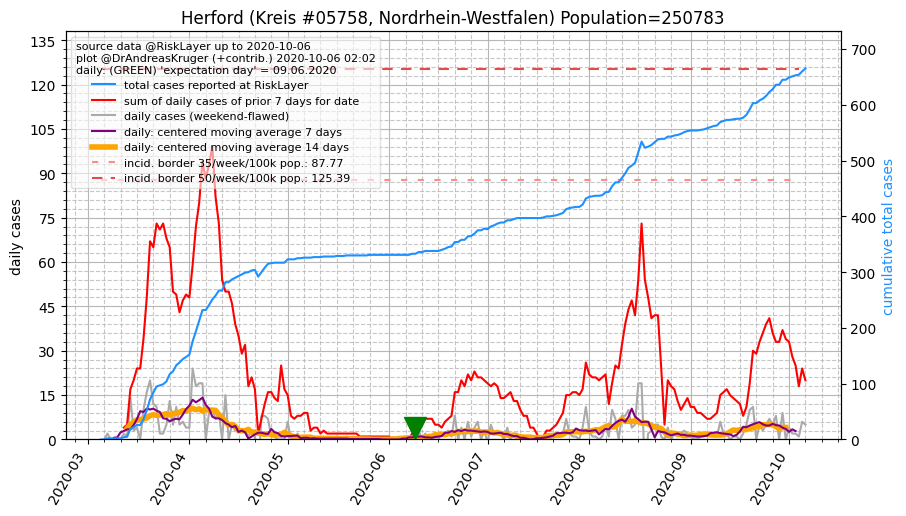 Herford (Kreis #05758, Nordrhein-Westfalen) Population=250783
source data @RiskLayer up to 2020-10-06
plot @DrAndreasKruger (+contrib.) 2020-10-06 02:02
daily: (GREEN) 'expectation day' = 09.06.2020
total cases reported at RiskLayer
sum of daily cases of prior 7 days for date
daily cases (weekend-flawed)
daily: centered moving average 7 days
daily: centered moving average 14 days
incid. border 35/week/100k pop.: 87.77
incid. border 50/week/100k pop.: 125.39
daily cases
135
120
105
90
75
60
45
30
15
0
cumulative total cases
700
600
500
400
300
200
100
0
2020-03
2020-04
2020-05
2020-06
2020-07
2020-08
2020-09
2020-10